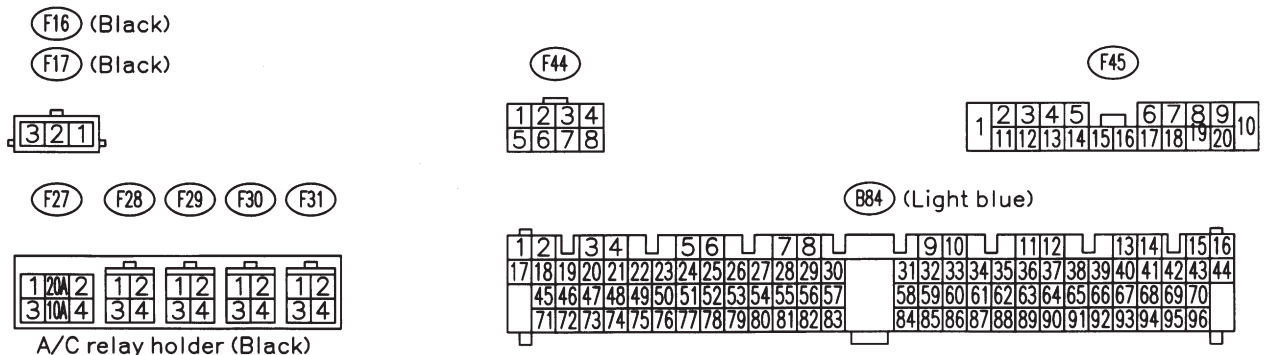 F16 (Black)
F17 (Black)
F44
F45
3 2 1
1 2 3 4
5 6 7 8
1 2 3 4 5 6 7 8 9 10
11 12 13 14 15 16 17 18 19 20
F27 F28 F29 F30 F31
B84 (Light blue)
1 20A 2 1 2 1 2 1 2 1 2
3 10A 4 3 4 3 4 3 4 3 4
A/C relay holder (Black)
1 2 3 4 5 6 7 8 9 10 11 12 13 14 15 16
17 18 19 20 21 22 23 24 25 26 27 28 29 30 31 32 33 34 35 36 37 38 39 40 41 42 43 44
45 46 47 48 49 50 51 52 53 54 55 56 57 58 59 60 61 62 63 64 65 66 67 68 69 70
71 72 73 74 75 76 77 78 79 80 81 82 83 84 85 86 87 88 89 90 91 92 93 94 95 96